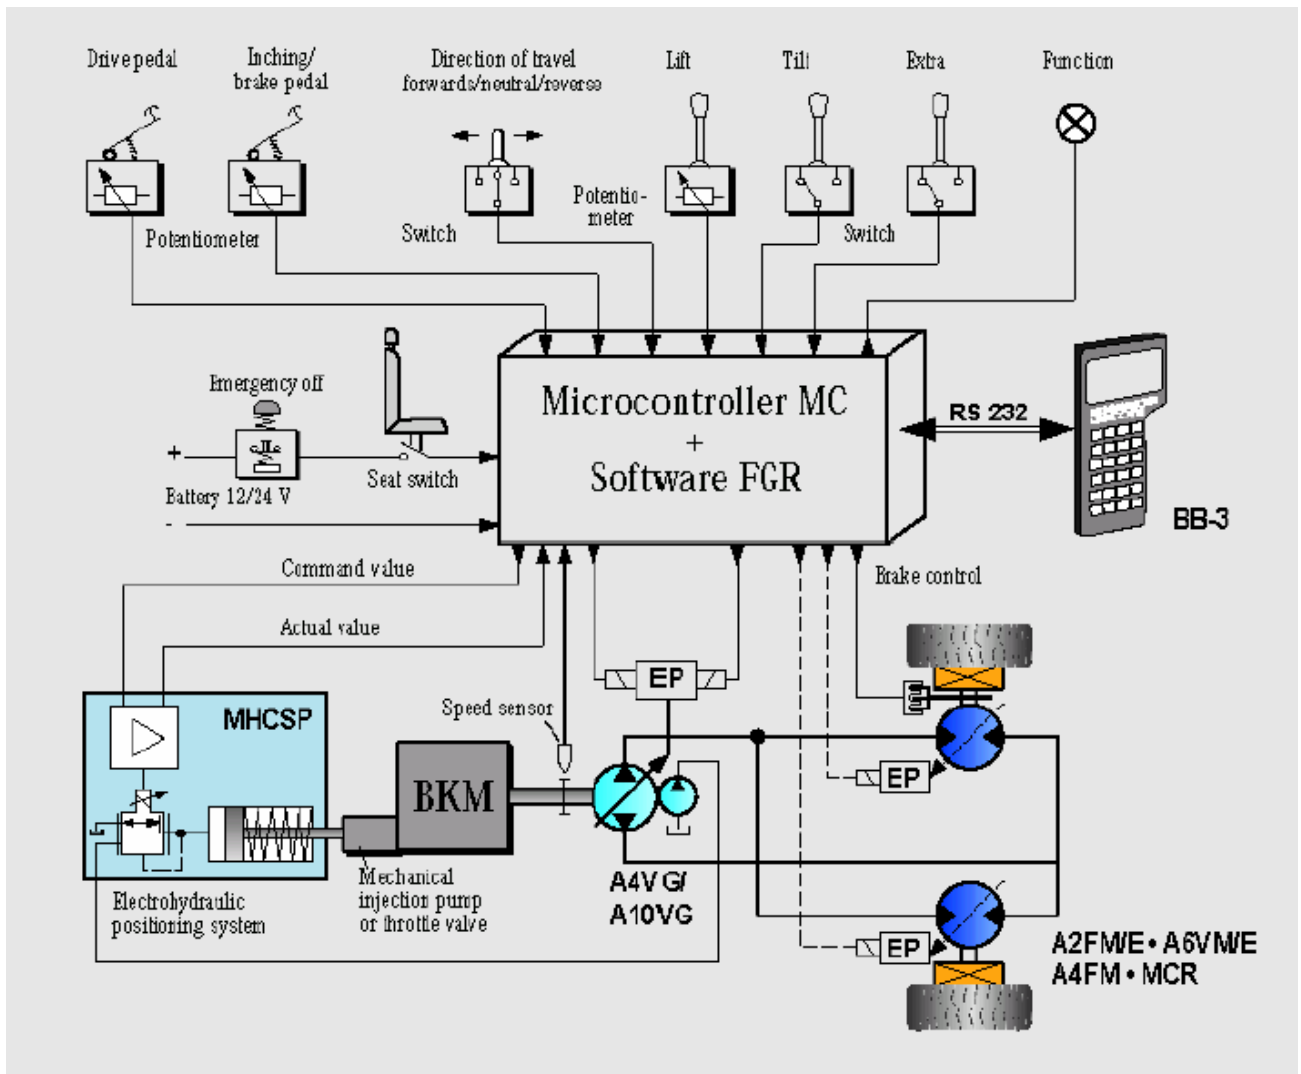 Drive pedal
Inching/
brake pedal
Direction of travel
forwards/neutral/reverse
Lift
Tilt
Extra
Function
Potentiometer
Switch
Potentio-
meter
Switch
Emergency off
+
Battery 12/24 V
-
Seat switch
Microcontroller MC
+
Software FGR
RS 232
BB-3
Command value
Actual value
Brake control
MHCSP
Speed sensor
EP
BKM
EP
Electrohydraulic
positioning system
Mechanical
injection pump
or throttle valve
A4VG/
A10VG
EP
A2FM/E • A6VM/E
A4FM • MCR